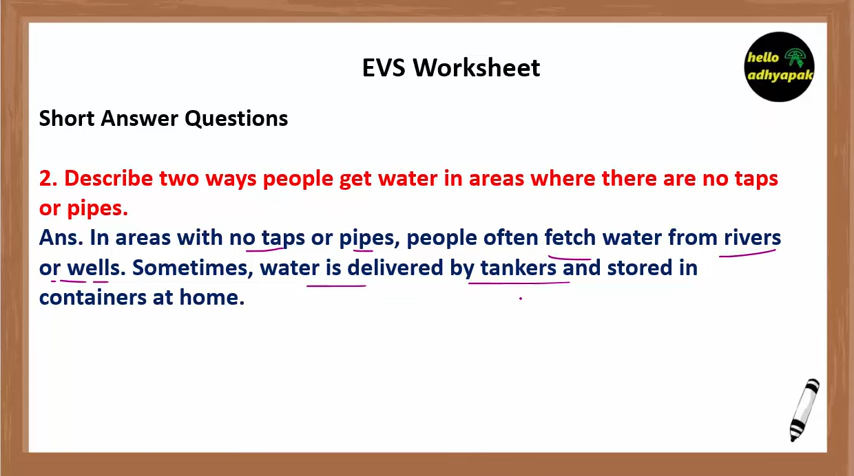 EVS Worksheet
hello
adhyapak
Short Answer Questions
2. Describe two ways people get water in areas where there are no taps
or pipes.
Ans. In areas with no taps or pipes, people often fetch water from rivers
or wells. Sometimes, water is delivered by tankers and stored in
containers at home.